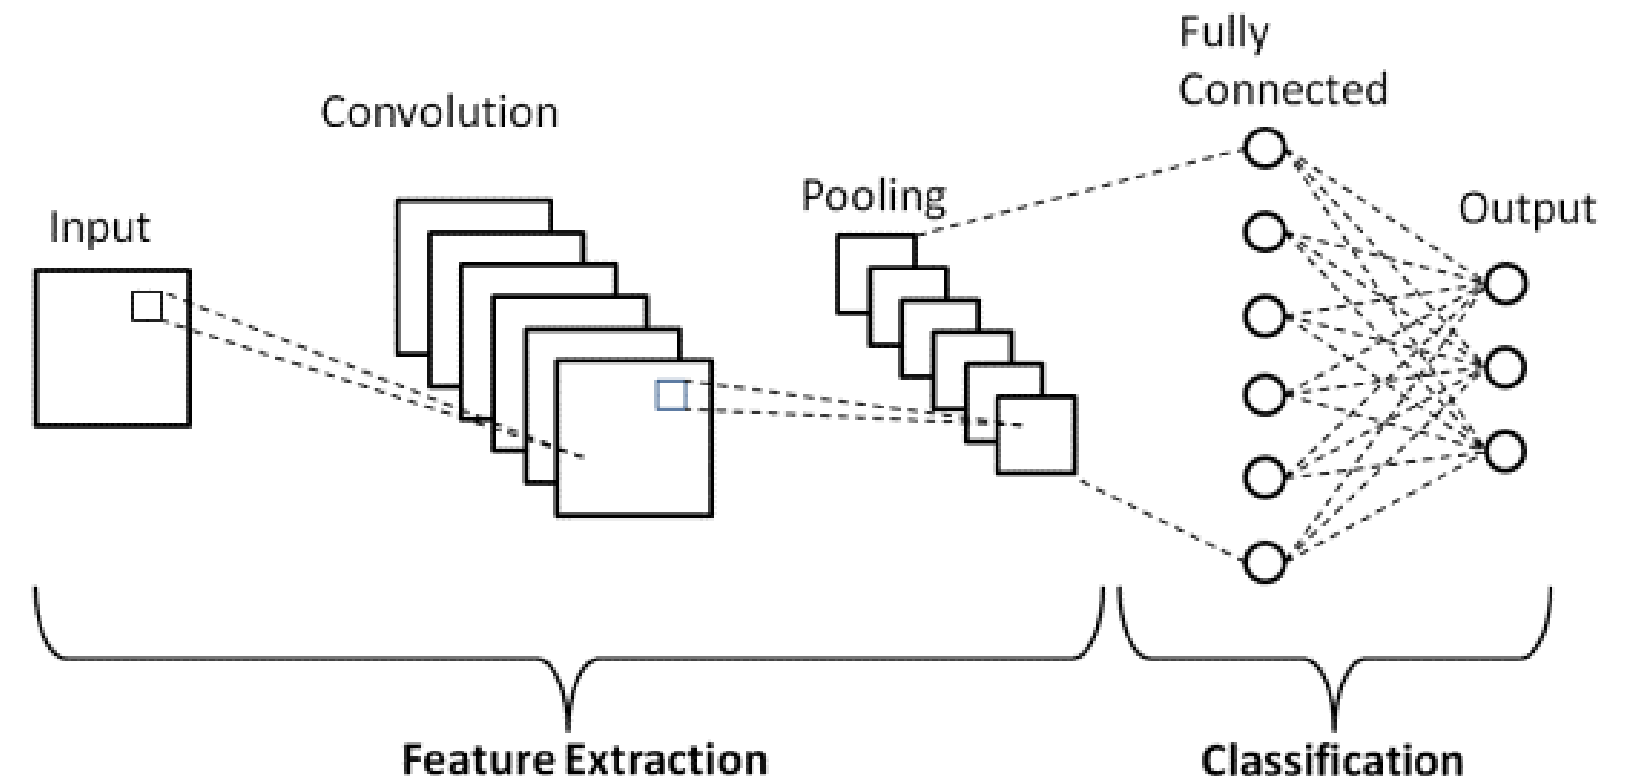 Input
Convolution
Pooling
Fully
Connected
Output
Feature Extraction
Classification